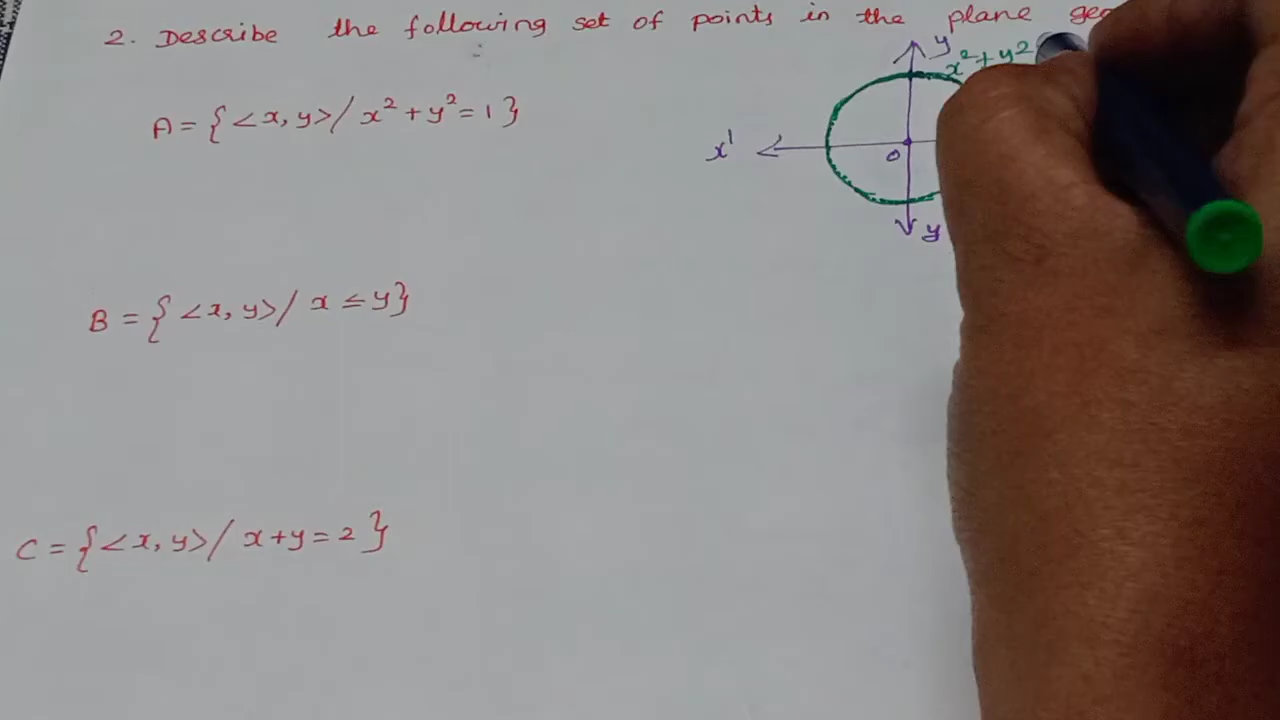 2. Describe the following set of points in the plane
A = { <x, y> / x² + y² = 1 }
y
x² + y²
x'
o
y
B = { <x, y> / x ≤ y }
C = { <x, y> / x + y = 2 }